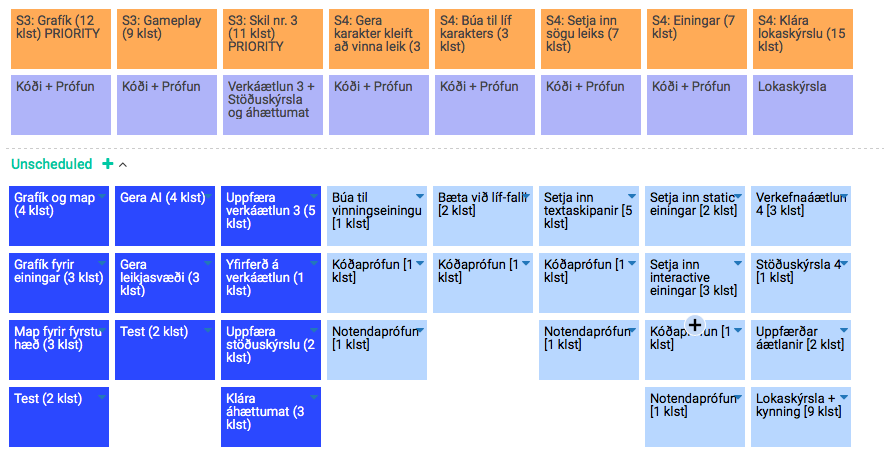 S3: Grafík (12
klst) PRIORITY
S3: Gameplay
(9 klst)
S3: Skil nr. 3
(11 klst)
PRIORITY
S4: Gera
karakter kleift
að vinna leik (3
S4: Búa til líf
karakters (3
klst)
S4: Setja inn
sögu leiks (7
klst)
S4: Einingar (7
klst)
S4: Klára
lokaskýrslu (15
klst)
Kóði + Prófun
Kóði + Prófun
Verkáætlun 3 +
Stöðuskýrsla
og áhættumat
Kóði + Prófun
Kóði + Prófun
Kóði + Prófun
Kóði + Prófun
Lokaskýrsla
Unscheduled
Grafík og map
(4 klst)
Gera AI (4 klst)
Uppfæra
verkáætlun 3 (5
klst)
Búa til
vinningseiningu
[1 klst]
Bæta við líf-fall
[2 klst]
Setja inn
textaskipanir [5
klst]
Setja inn static
einingar [2 klst]
Verkefnaáætlun
4 [3 klst]
Grafík fyrir
einingar (3 klst)
Gera
leikjasvæði (3
klst)
Yfirferð á
verkáætlun (1
klst)
Kóðaprófun [1
klst]
Kóðaprófun [1
klst]
Kóðaprófun [1
klst]
Setja inn
interactive
einingar [3 klst]
Stöðuskýrsla 4
[1 klst]
Map fyrir fyrstu
hæð (3 klst)
Test (2 klst)
Uppfæra
stöðuskýrslu (2
klst)
Notendaprófun
[1 klst]
Notendaprófun
[1 klst]
Kóðaprófun [1
klst]
Uppfærðar
áætlanir [2 klst]
Test (2 klst)
Klára
áhættumat (3
klst)
Notendaprófun
[1 klst]
Lokaskýrsla +
kynning [9 klst]